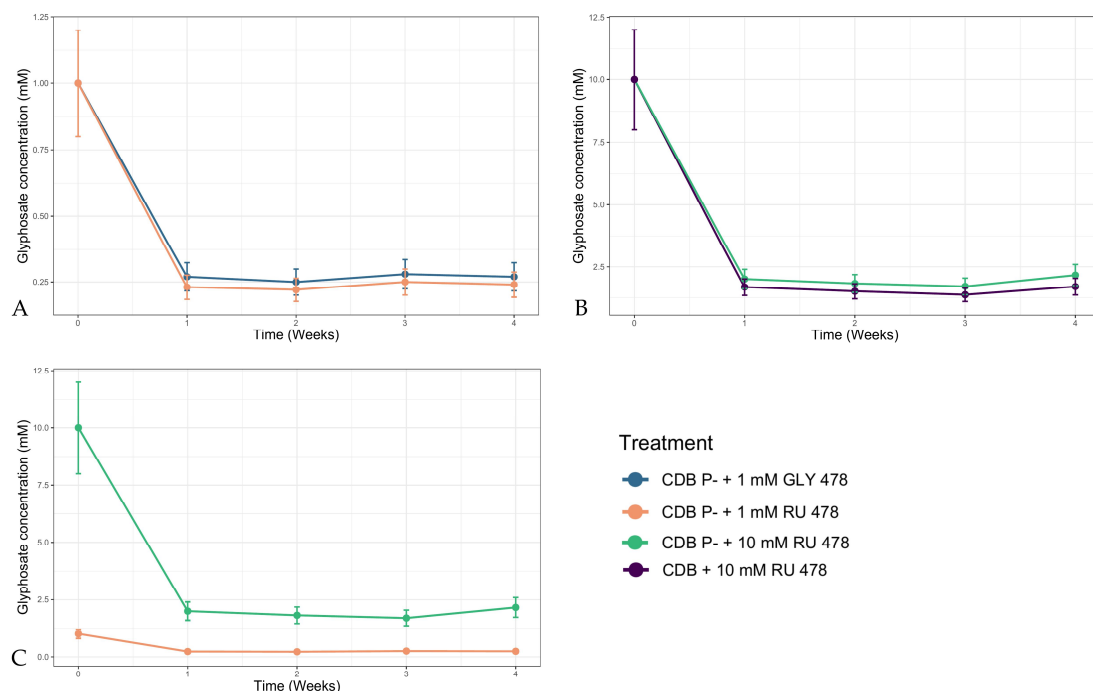 Glyphosate concentration (mM)
1.25
1.00
0.75
0.50
0.25
0
1
2
3
4
Time (Weeks)
A
Glyphosate concentration (mM)
12.5
10.0
7.5
5.0
2.5
0
1
2
3
4
Time (Weeks)
B
Glyphosate concentration (mM)
12.5
10.0
7.5
5.0
2.5
0.0
0
1
2
3
4
Time (Weeks)
C
Treatment
CDB P- + 1 mM GLY 478
CDB P- + 1 mM RU 478
CDB P- + 10 mM RU 478
CDB + 10 mM RU 478